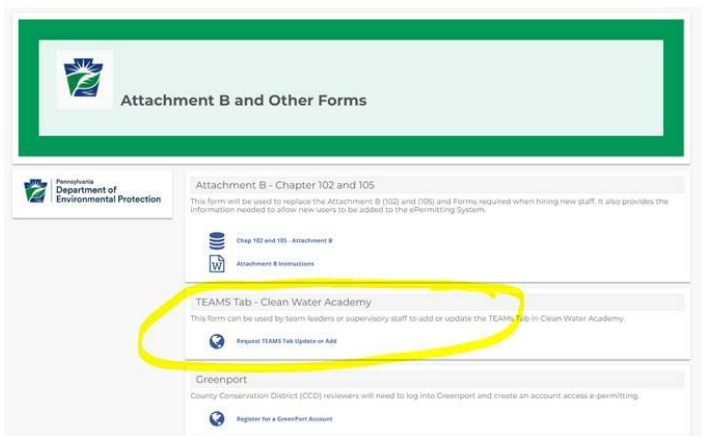 Attachment B and Other Forms
Pennsylvania
Department of
Environmental Protection
Attachment B - Chapter 102 and 105
This form will be used to replace the Attachment B (102) and (105) and Forms required when hiring new staff. It also provides the
information needed to allow new users to be added to the ePermitting System.
Chap 102 and 105 - Attachment B
W
Attachment B Instructions
TEAMS Tab - Clean Water Academy
This form can be used by team leaders or supervisory staff to add or update the TEAMs Tab in Clean Water Academy.
Request TEAMS Tab Update or Add
Greenport
County Conservation District (CCD) reviewers will need to log into Greenport and create an account access e-permitting.
Register for a GreenPort Account